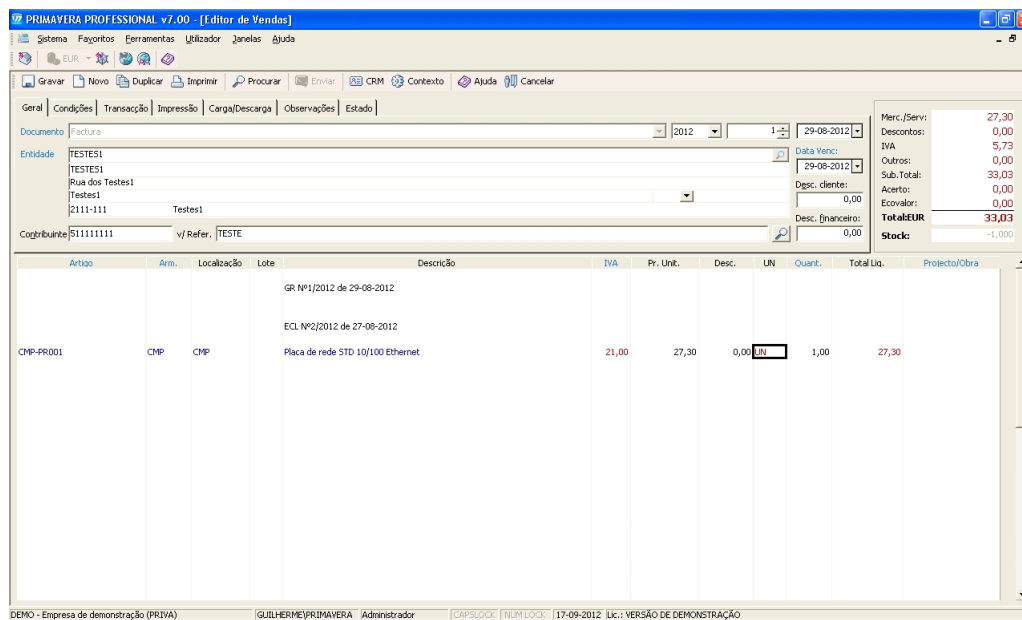 PRIMAVERA PROFESSIONAL v7.00 - [Editor de Vendas]
Sistema Favoritos Ferramentas Utilizador Janelas Ajuda
EUR
Gravar Novo Duplicar Imprimir Procurar Enviar CRM Contexto Ajuda Cancelar
Geral Condições Transacção Impressão Carga/Descarga Observações Estado
Documento Factura 2012 1 29-08-2012
Entidade TESTES1 Data Venc:
TESTES1 29-08-2012
Rua dos Testes1
Testes1 Desc. cliente:
2111-111 Testes1 0,00
Desc. financeiro:
Contribuinte 511111111 v/ Refer. TESTE 0,00
Merc./Serv: 27,30
Descontos: 0,00
IVA 5,73
Outros: 0,00
Sub.Total: 33,03
Acerto: 0,00
Ecovalor: 0,00
Total:EUR 33,03
Stock: -1,000
Artigo Arm. Localização Lote Descrição IVA Pr. Unit. Desc. UN Quant. Total Liq. Projecto/Obra
GR Nº1/2012 de 29-08-2012
ECL Nº2/2012 de 27-08-2012
CMP-PR001 CMP CMP Placa de rede STD 10/100 Ethernet 21,00 27,30 0,00 UN 1,00 27,30
DEMO - Empresa de demonstração (PRIVA) GUILHERME\PRIMAVERA Administrador CAPSLOCK NUM LOCK 17-09-2012 Lic.: VERSÃO DE DEMONSTRAÇÃO